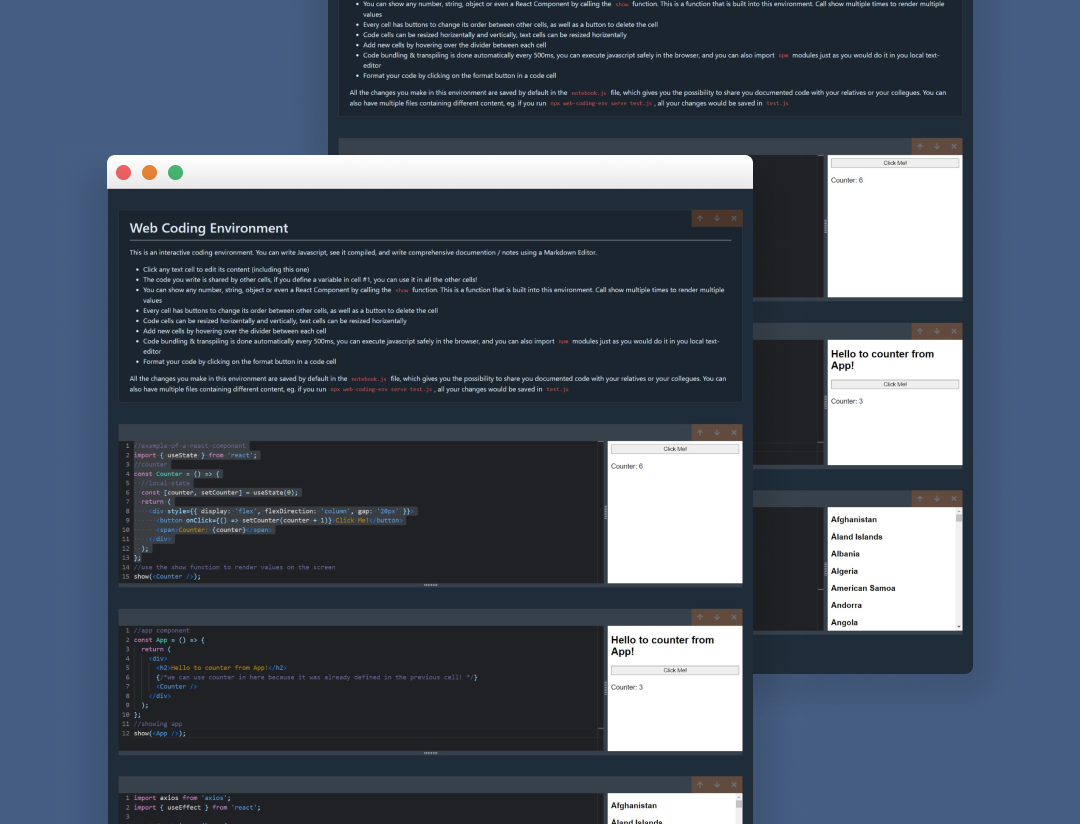 You can show any number, string, object or even a React Component by calling the show function. This is a function that is built into this environment. Call show multiple times to render multiple
values
Every cell has buttons to change its order between other cells, as well as a button to delete the cell
Code cells can be resized horizontally and vertically, text cells can be resized horizontally
Add new cells by hovering over the divider between each cell
Code bundling & transpiling is done automatically every 500ms, you can execute javascript safely in the browser, and you can also import npm modules just as you would do it in you local text-
editor
Format your code by clicking on the format button in a code cell
All the changes you make in this environment are saved by default in the notebook.js file, which gives you the possibility to share you documented code with your relatives or your collegues. You can
also have multiple files containing different content, eg. if you run npx web-coding-env serve test.js, all your changes would be saved in test.js
Click Me!
Counter: 6
Hello to counter from
App!
Click Me!
Counter: 3
Afghanistan
Åland Islands
Albania
Algeria
American Samoa
Andorra
Angola
Web Coding Environment
This is an interactive coding environment. You can write Javascript, see it compiled, and write comprehensive documention / notes using a Markdown Editor.
Click any text cell to edit its content (including this one)
The code you write is shared by other cells, if you define a variable in cell #1, you can use it in all the other cells!
You can show any number, string, object or even a React Component by calling the show function. This is a function that is built into this environment. Call show multiple times to render multiple
values
Every cell has buttons to change its order between other cells, as well as a button to delete the cell
Code cells can be resized horizontally and vertically, text cells can be resized horizontally
Add new cells by hovering over the divider between each cell
Code bundling & transpiling is done automatically every 500ms, you can execute javascript safely in the browser, and you can also import npm modules just as you would do it in you local text-
editor
Format your code by clicking on the format button in a code cell
All the changes you make in this environment are saved by default in the notebook.js file, which gives you the possibility to share you documented code with your relatives or your collegues. You can
also have multiple files containing different content, eg. if you run npx web-coding-env serve test.js, all your changes would be saved in test.js
1 //example of a react component
2 import { useState } from 'react';
3 //counter
4 const Counter = () => {
5 //local state
6 const [counter, setCounter] = useState(0);
7 return (
8 <div style={{ display: 'flex', flexDirection: 'column', gap: '20px' }}>
9 <button onClick={() => setCounter(counter + 1)}>Click Me!</button>
10 <span>Counter: {counter}</span>
11 </div>
12 );
13 };
14 //use the show function to render values on the screen
15 show(<Counter />);
Click Me!
Counter: 6
1 //app component
2 const App = () => {
3 return (
4 <div>
5 <h2>Hello to counter from App!</h2>
6 {/*we can use counter in here because it was already defined in the previous cell! */}
7 <Counter />
8 </div>
9 );
10 };
11 //showing app
12 show(<App />);
Hello to counter from
App!
Click Me!
Counter: 3
1 import axios from 'axios';
2 import { useEffect } from 'react';
3
Afghanistan
Åland Islands